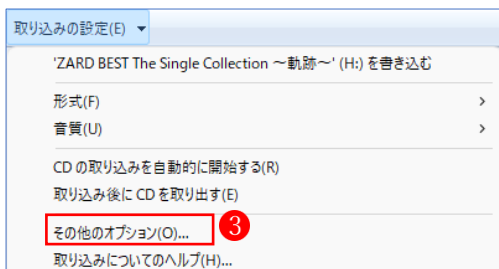 取り込みの設定(E) ▼
'ZARD BEST The Single Collection ～軌跡～' (H:) を書き込む
形式(F) >
音質(U) >
CD の取り込みを自動的に開始する(R)
取り込み後に CD を取り出す(E)
その他のオプション(O)... 3
取り込みについてのヘルプ(H)...